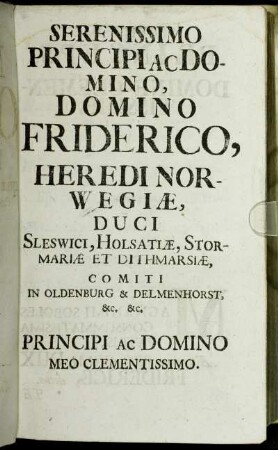 SERENISSIMO
PRINCIPI AC DO-
MINO,
DOMINO
FRIDERICO,
HEREDI NOR-
WEGIÆ,
DUCI
SLESWICI, HOLSATIÆ, STOR-
MARIÆ ET DITHMARSIÆ,
COMITI
IN OLDENBURG & DELMENHORST,
&c, &c,
PRINCIPI AC DOMINO
MEO CLEMENTISSIMO.